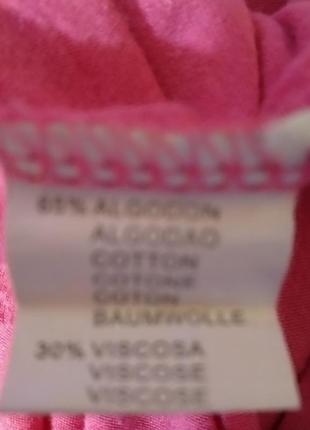 65% ALGODON
ALGODAO
COTTON
COTONE
COTON
BAUMWOLLE
30% VISCOSA
VISCOSE
VISCOSE